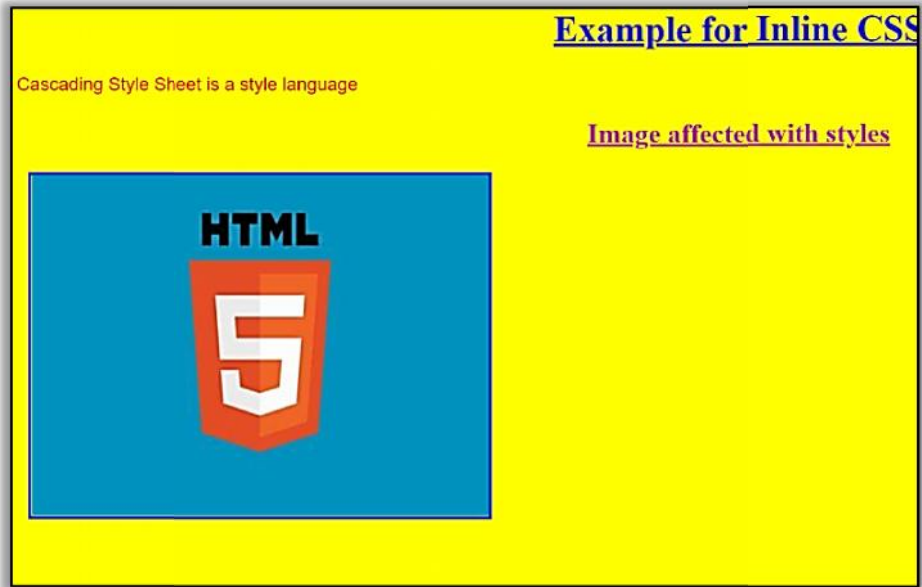 Example for Inline CSS
Cascading Style Sheet is a style language
Image affected with styles
HTML
5